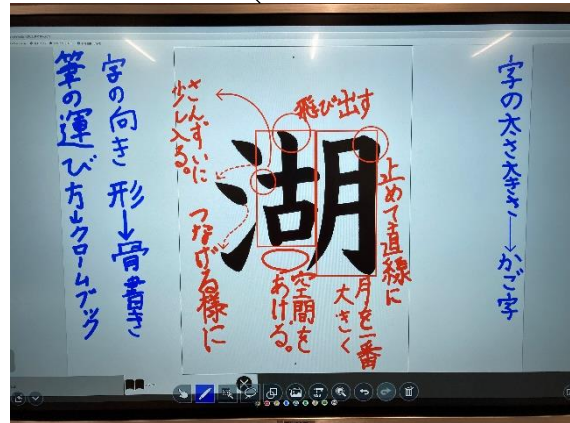 字の太さ大きさ→かご字
飛び出す
止めて直線に
月を一番
大きく
湖
空間を
あける。
さんずいに
少し入る。
つなげる様に
字の向き 形→骨書き
筆の運び方→クロームブック